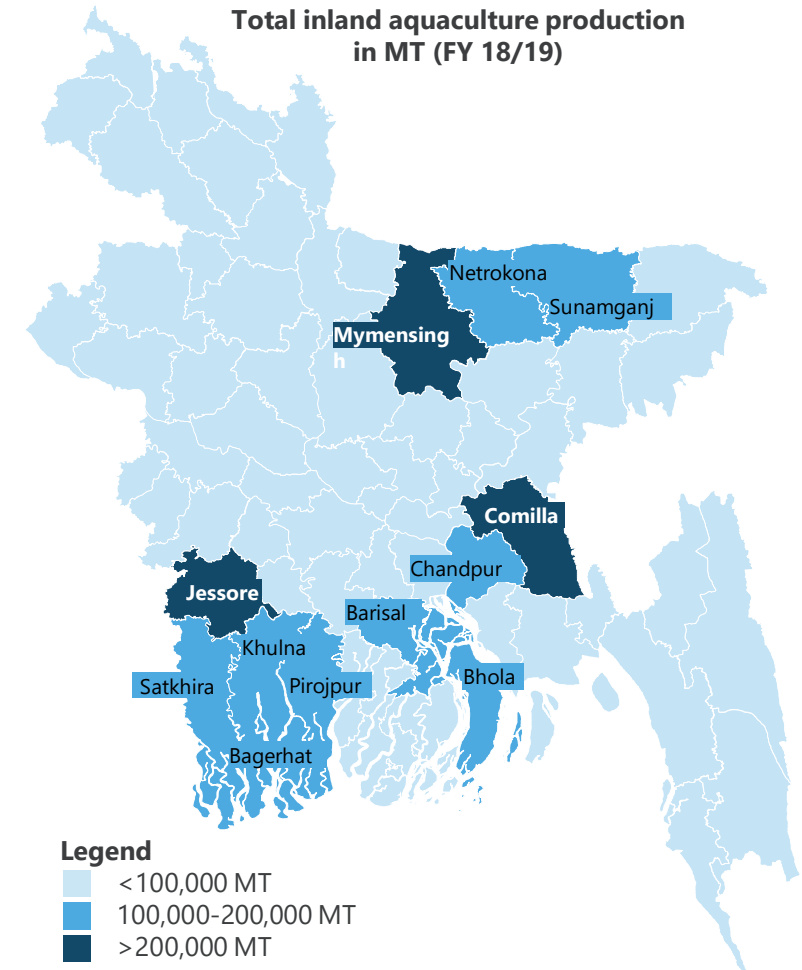 Total inland aquaculture production
in MT (FY 18/19)
Netrokona
Sunamganj
Mymensing
h
Comilla
Chandpur
Jessore
Barisal
Khulna
Satkhira
Pirojpur
Bhola
Bagerhat
Legend
<100,000 MT
100,000-200,000 MT
>200,000 MT